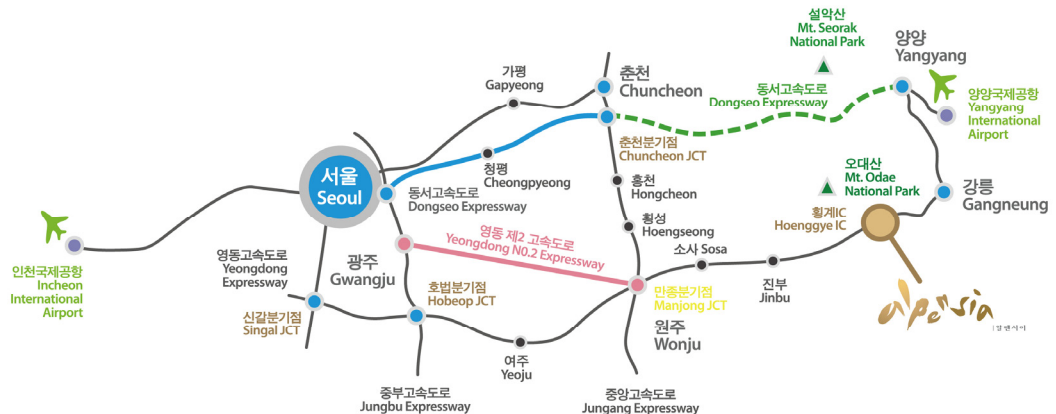 설악산
Mt. Seorak
National Park
양양
Yangyang
가평
Gapyeong
춘천
Chuncheon
동서고속도로
Dongseo Expressway
양양국제공항
Yangyang
International
Airport
춘천분기점
Chuncheon JCT
청평
Cheongpyeong
서울
Seoul
동서고속도로
Dongseo Expressway
홍천
Hongcheon
오대산
Mt. Odae
National Park
강릉
Gangneung
횡계IC
Hoenggye IC
횡성
Hoengseong
소사 Sosa
영동 제2 고속도로
Yeongdong N0.2 Expressway
인천국제공항
Incheon
International
Airport
영동고속도로
Yeongdong
Expressway
광주
Gwangju
호법분기점
Hobeop JCT
신갈분기점
Singal JCT
만종분기점
Manjong JCT
진부
Jinbu
원주
Wonju
여주
Yeoju
alpensia
알펜시아
중부고속도로
Jungbu Expressway
중앙고속도로
Jungang Expressway